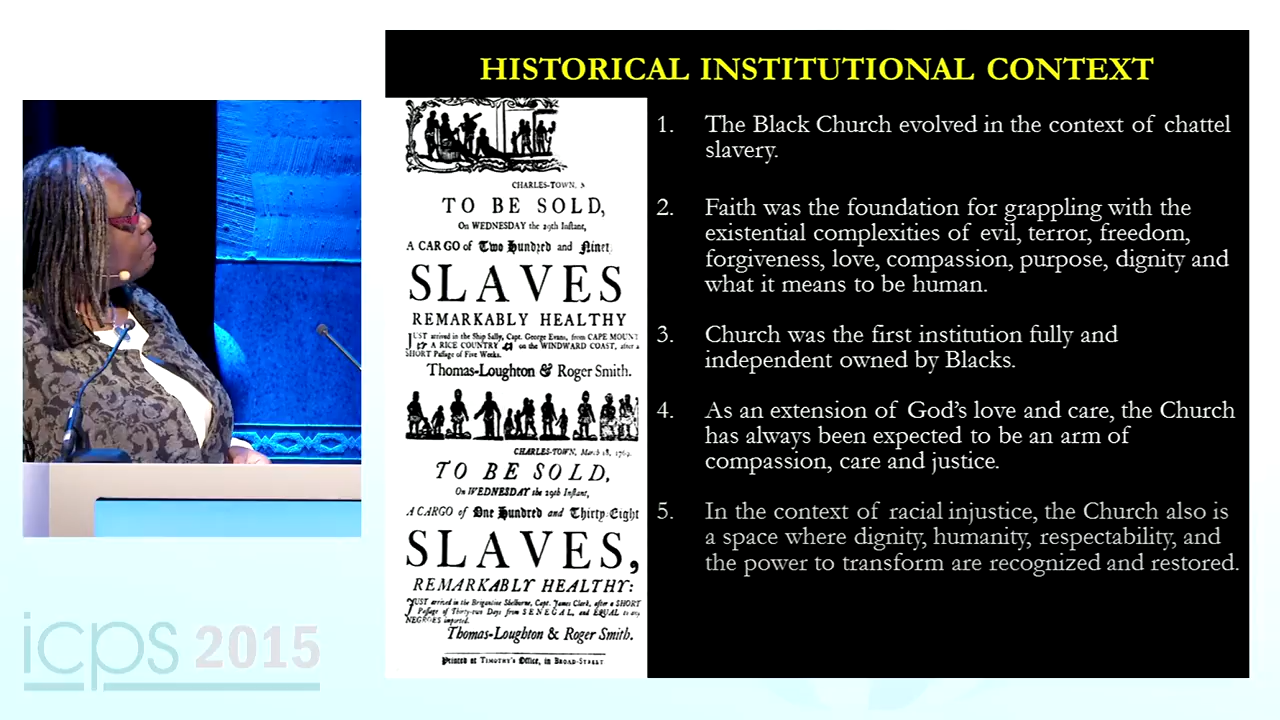 HISTORICAL INSTITUTIONAL CONTEXT
CHARLES-TOWN,
TO BE SOLD,
On WEDNESDAY the 29th Inſtant,
A CARGO of Two Hundred and Ninet
SLAVES
REMARKABLY HEALTHY
JUST arrived in the Ship Sally, Capt. George Evans, from CAPE MOUNT
A RICE COUNTRY on the WINDWARD COAST, after a
SHORT Paſſage of Five Weeks.
Thomas-Loughton & Roger Smith.
CHARLES-TOWN, March 18, 1769.
TO BE SOLD,
On WEDNESDAY the 29th Inſtant,
A CARGO of One Hundred and Thirty-Eight
SLAVES,
REMARKABLY HEALTHY:
JUST arrived in the Brigantine Shelburne, Capt. James Clark, after a SHORT
Paſſage of Thirty-two Days from SENEGAL, and EQUAL to any
NEGROES imported.
Thomas-Loughton & Roger Smith.
Printed at TIMOTHY'S Office, in BROAD-STREET
1. The Black Church evolved in the context of chattel
slavery.
2. Faith was the foundation for grappling with the
existential complexities of evil, terror, freedom,
forgiveness, love, compassion, purpose, dignity and
what it means to be human.
3. Church was the first institution fully and
independent owned by Blacks.
4. As an extension of God's love and care, the Church
has always been expected to be an arm of
compassion, care and justice.
5. In the context of racial injustice, the Church also is
a space where dignity, humanity, respectability, and
the power to transform are recognized and restored.
icps 2015